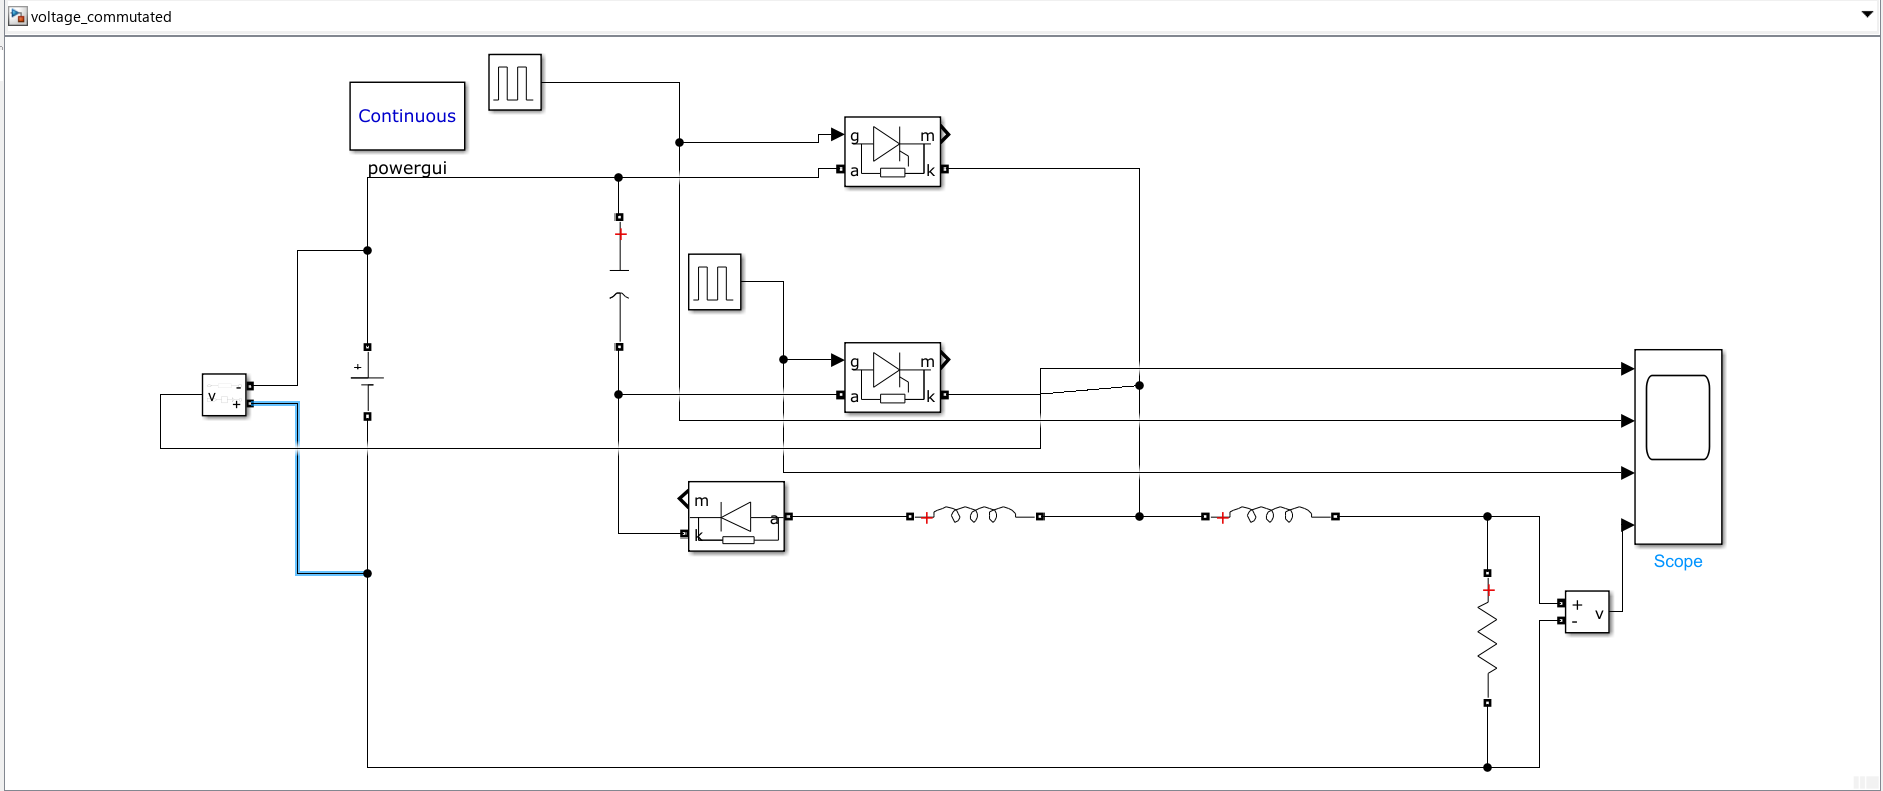 voltage_commutated
Continuous
powergui
g m
a k
g m
a k
v - +
+
m
a
k
Scope
+ v
-